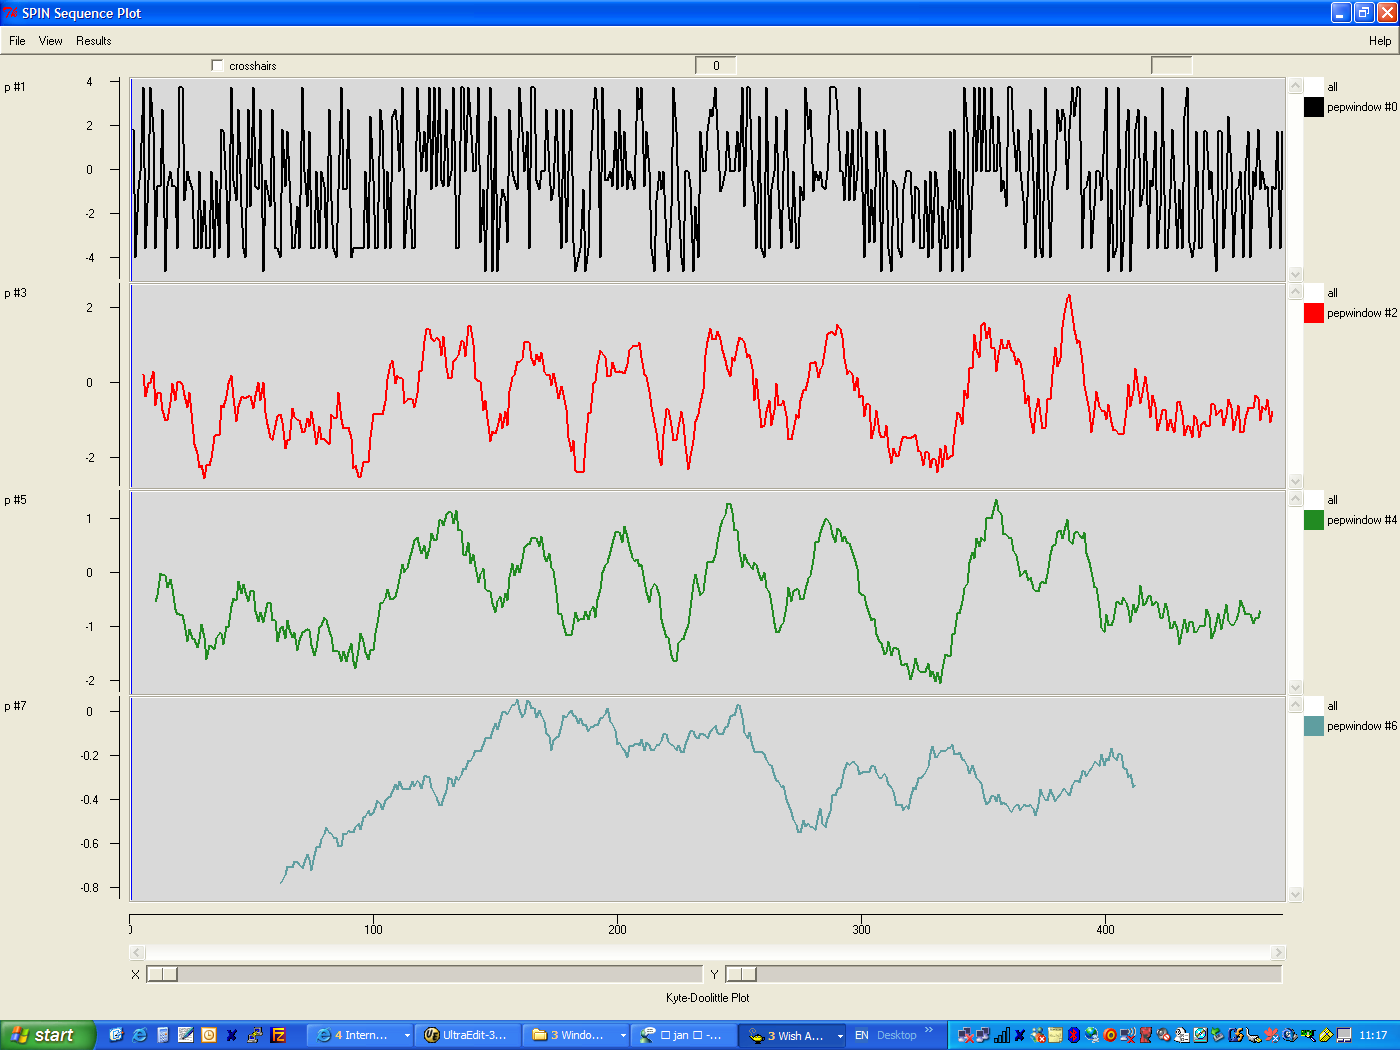 SPIN Sequence Plot
File View Results Help
crosshairs 0
p #1
4
2
0
-2
-4
all
pepwindow #0
p #3
2
0
-2
all
pepwindow #2
p #5
1
0
-1
-2
all
pepwindow #4
p #7
0
-0.2
-0.4
-0.6
-0.8
all
pepwindow #6
100 200 300 400
X Y
Kyte-Doolittle Plot
start 4 Intern... UltraEdit-3... 3 Windo... jan -... 3 Wish A... EN Desktop » 11:17